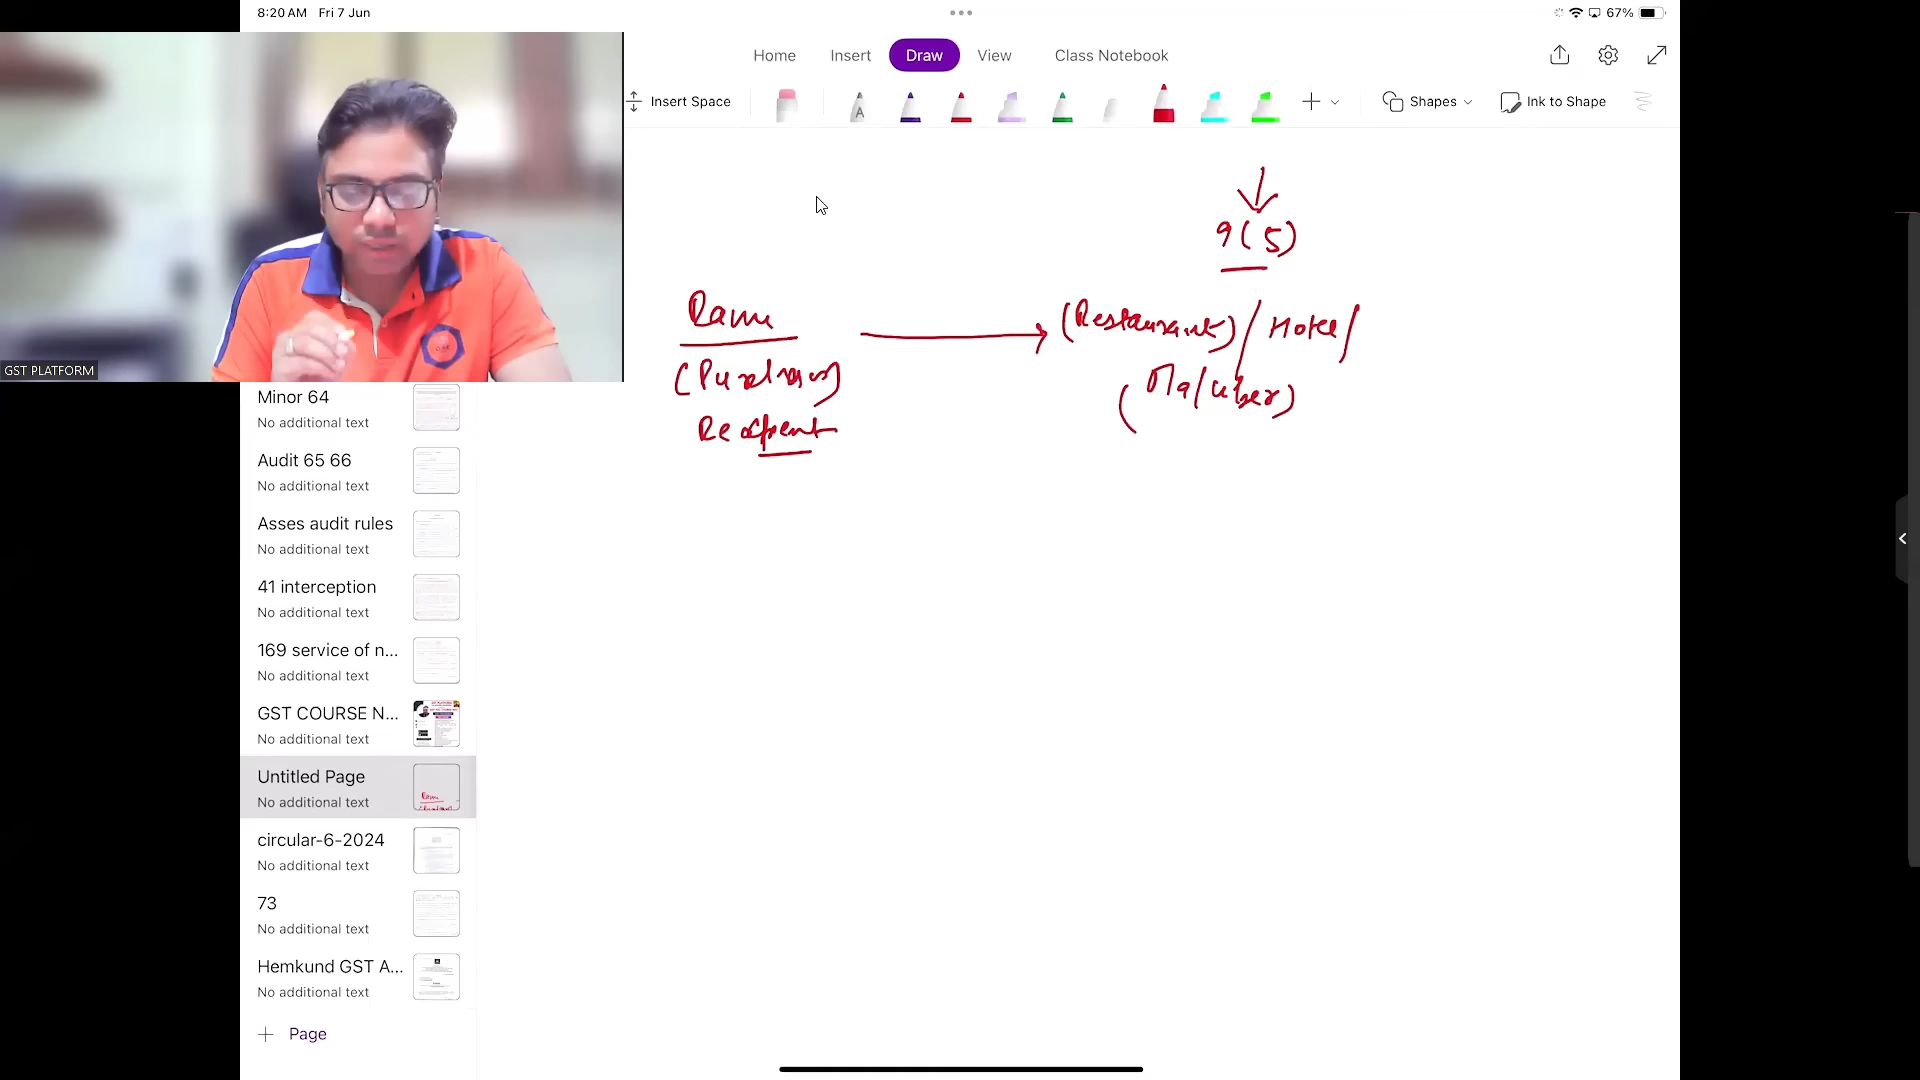 8:20 AM Fri 7 Jun
67%
Home Insert Draw View Class Notebook
Insert Space
A
Shapes
Ink to Shape
GST PLATFORM
9(5)
Ramu
(Restaurant)/Hotel/
(Purchaser)
(Ola/uber)
Recipent
Minor 64
No additional text
Audit 65 66
No additional text
Asses audit rules
No additional text
41 interception
No additional text
169 service of n...
No additional text
GST COURSE N...
No additional text
Untitled Page
No additional text
circular-6-2024
No additional text
73
No additional text
Hemkund GST A...
No additional text
Page